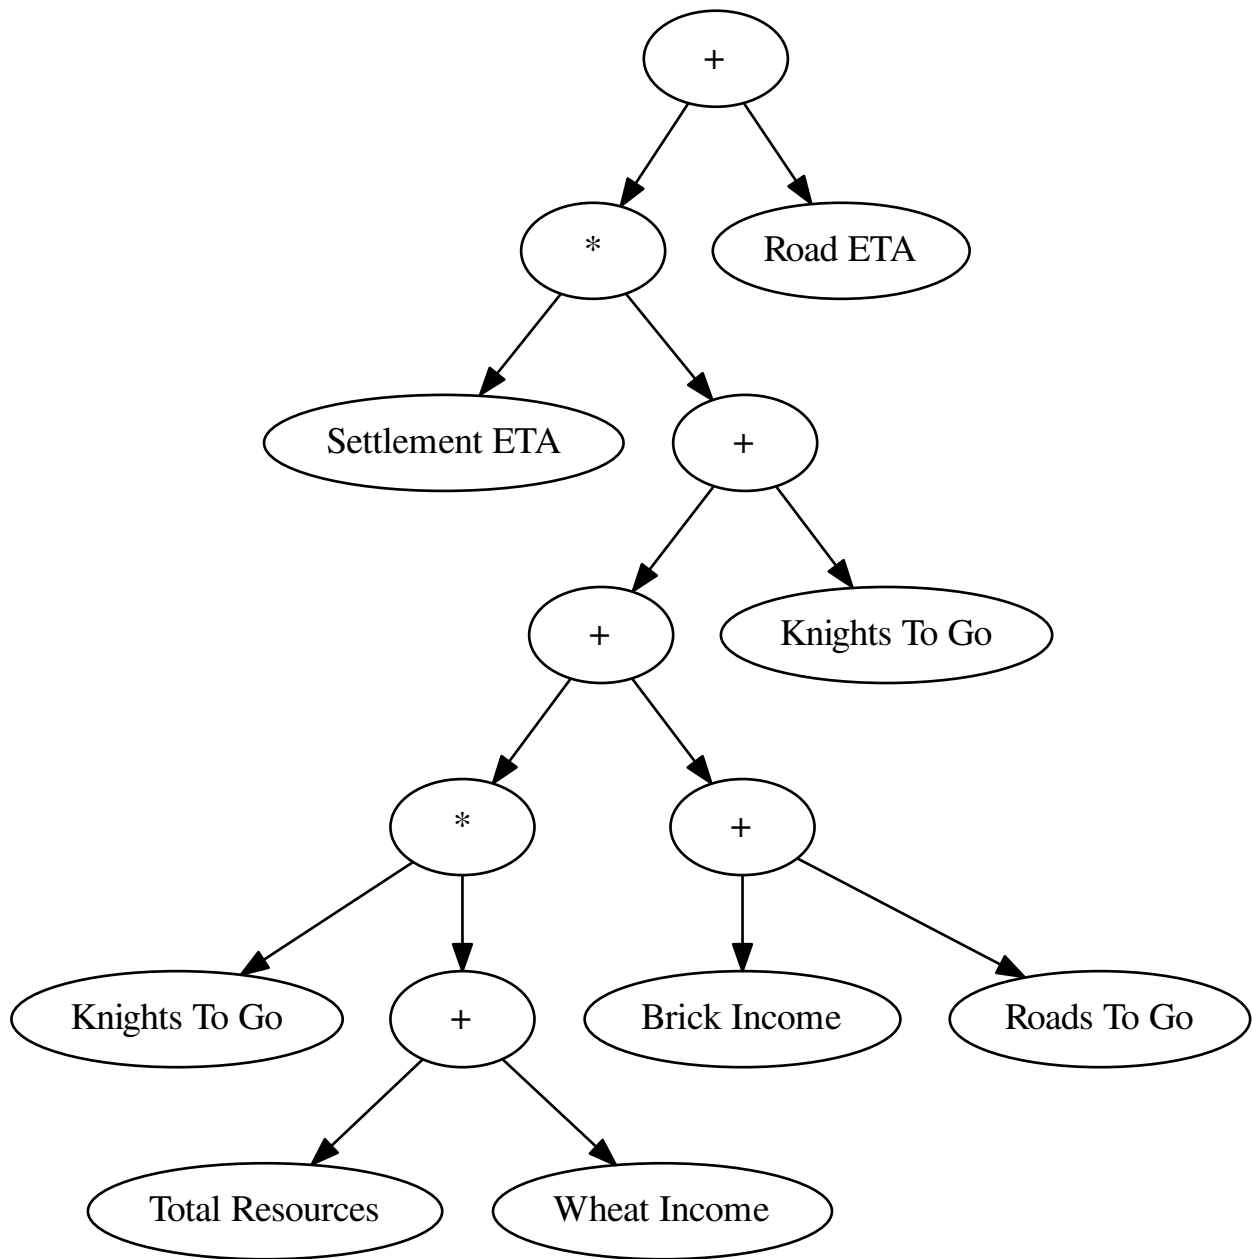 +
*
Road ETA
Settlement ETA
+
+
Knights To Go
*
+
Knights To Go
+
Brick Income
Roads To Go
Total Resources
Wheat Income